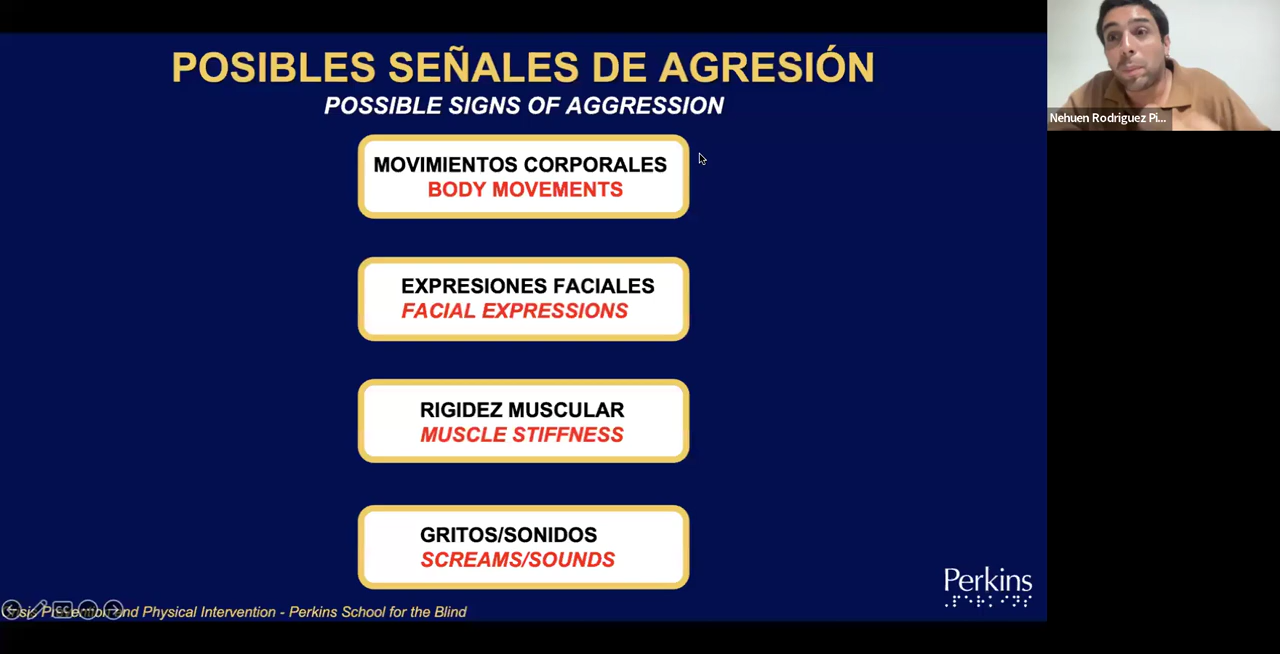 POSIBLES SEÑALES DE AGRESIÓN
POSSIBLE SIGNS OF AGGRESSION
MOVIMIENTOS CORPORALES
BODY MOVEMENTS
EXPRESIONES FACIALES
FACIAL EXPRESSIONS
RIGIDEZ MUSCULAR
MUSCLE STIFFNESS
GRITOS/SONIDOS
SCREAMS/SOUNDS
Perkins
and Physical Intervention - Perkins School for the Blind
Nehuen Rodriguez Pi...